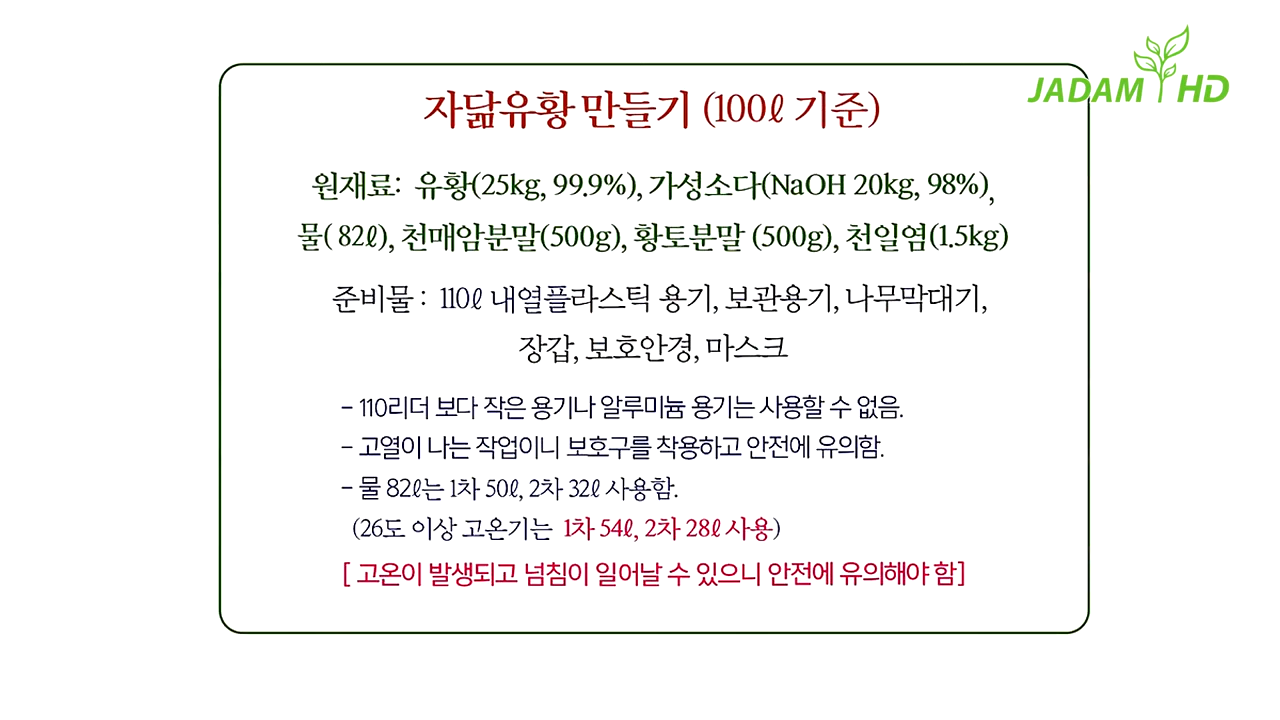 JADAM HD
자닮유황 만들기 (100ℓ 기준)
원재료: 유황(25kg, 99.9%), 가성소다(NaOH 20kg, 98%),
물( 82ℓ), 천매암분말(500g), 황토분말 (500g), 천일염(1.5kg)
준비물 : 110ℓ 내열플라스틱 용기, 보관용기, 나무막대기,
장갑, 보호안경, 마스크
- 110리더 보다 작은 용기나 알루미늄 용기는 사용할 수 없음.
- 고열이 나는 작업이니 보호구를 착용하고 안전에 유의함.
- 물 82ℓ는 1차 50ℓ, 2차 32ℓ 사용함.
(26도 이상 고온기는 1차 54ℓ, 2차 28ℓ 사용)
[ 고온이 발생되고 넘침이 일어날 수 있으니 안전에 유의해야 함]